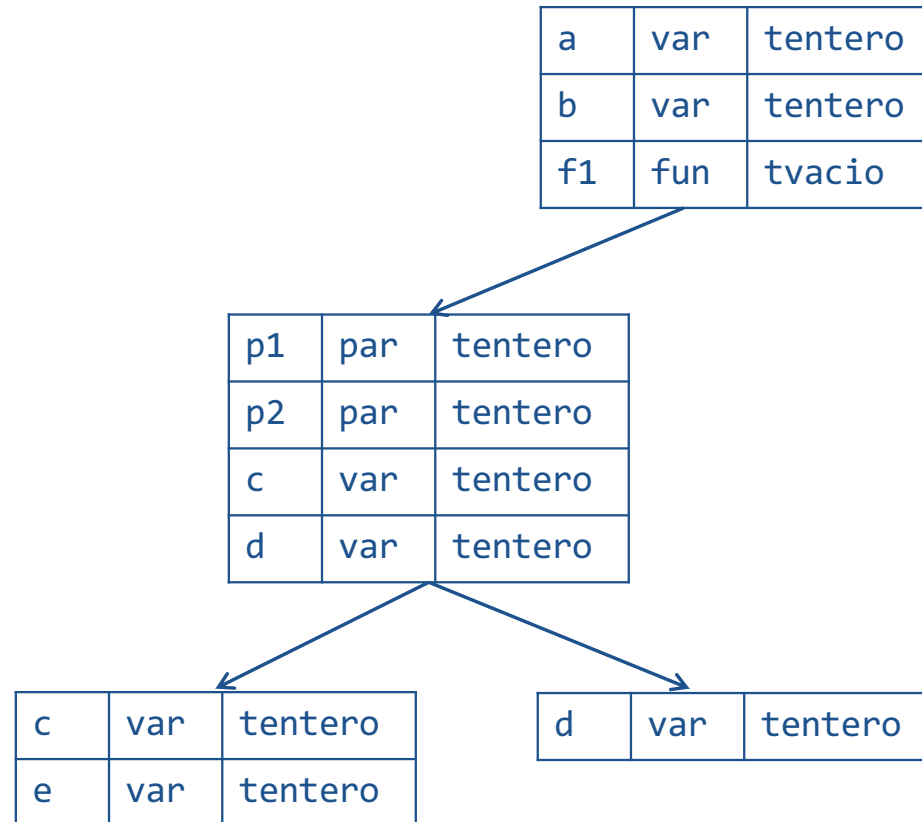 a var tentero
b var tentero
f1 fun tvacio
p1 par tentero
p2 par tentero
c var tentero
d var tentero
c var tentero
d var tentero
e var tentero